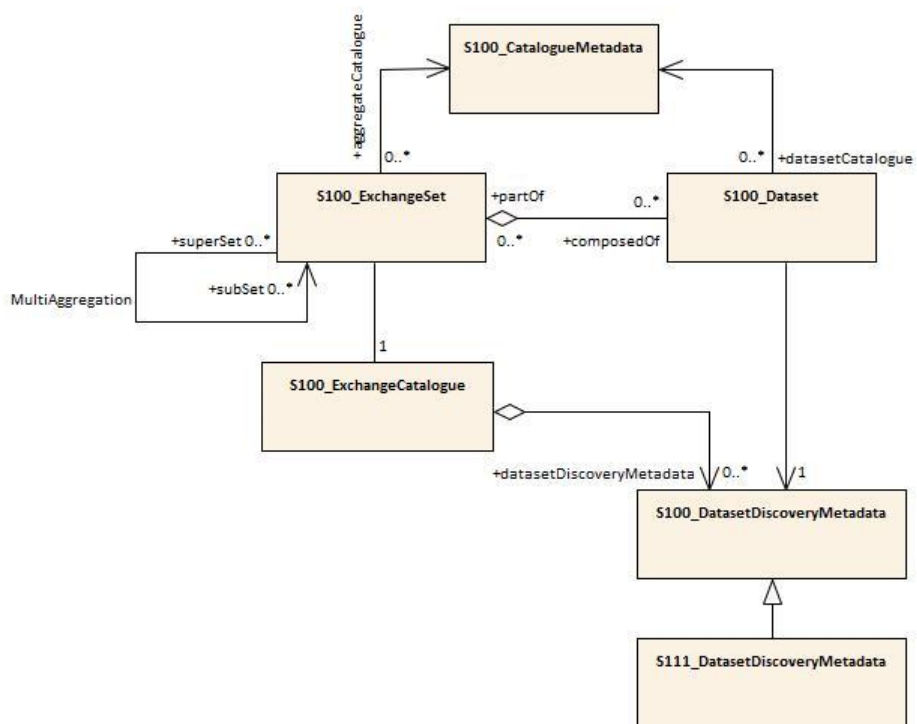 S100_CatalogueMetadata
+aggregateCatalogue
0..*
0..*
+datasetCatalogue
S100_ExchangeSet
+partOf
0..*
S100_Dataset
0..*
+composedOf
+superSet 0..*
+subSet 0..*
MultiAggregation
1
S100_ExchangeCatalogue
+datasetDiscoveryMetadata
0..*
1
S100_DatasetDiscoveryMetadata
S111_DatasetDiscoveryMetadata